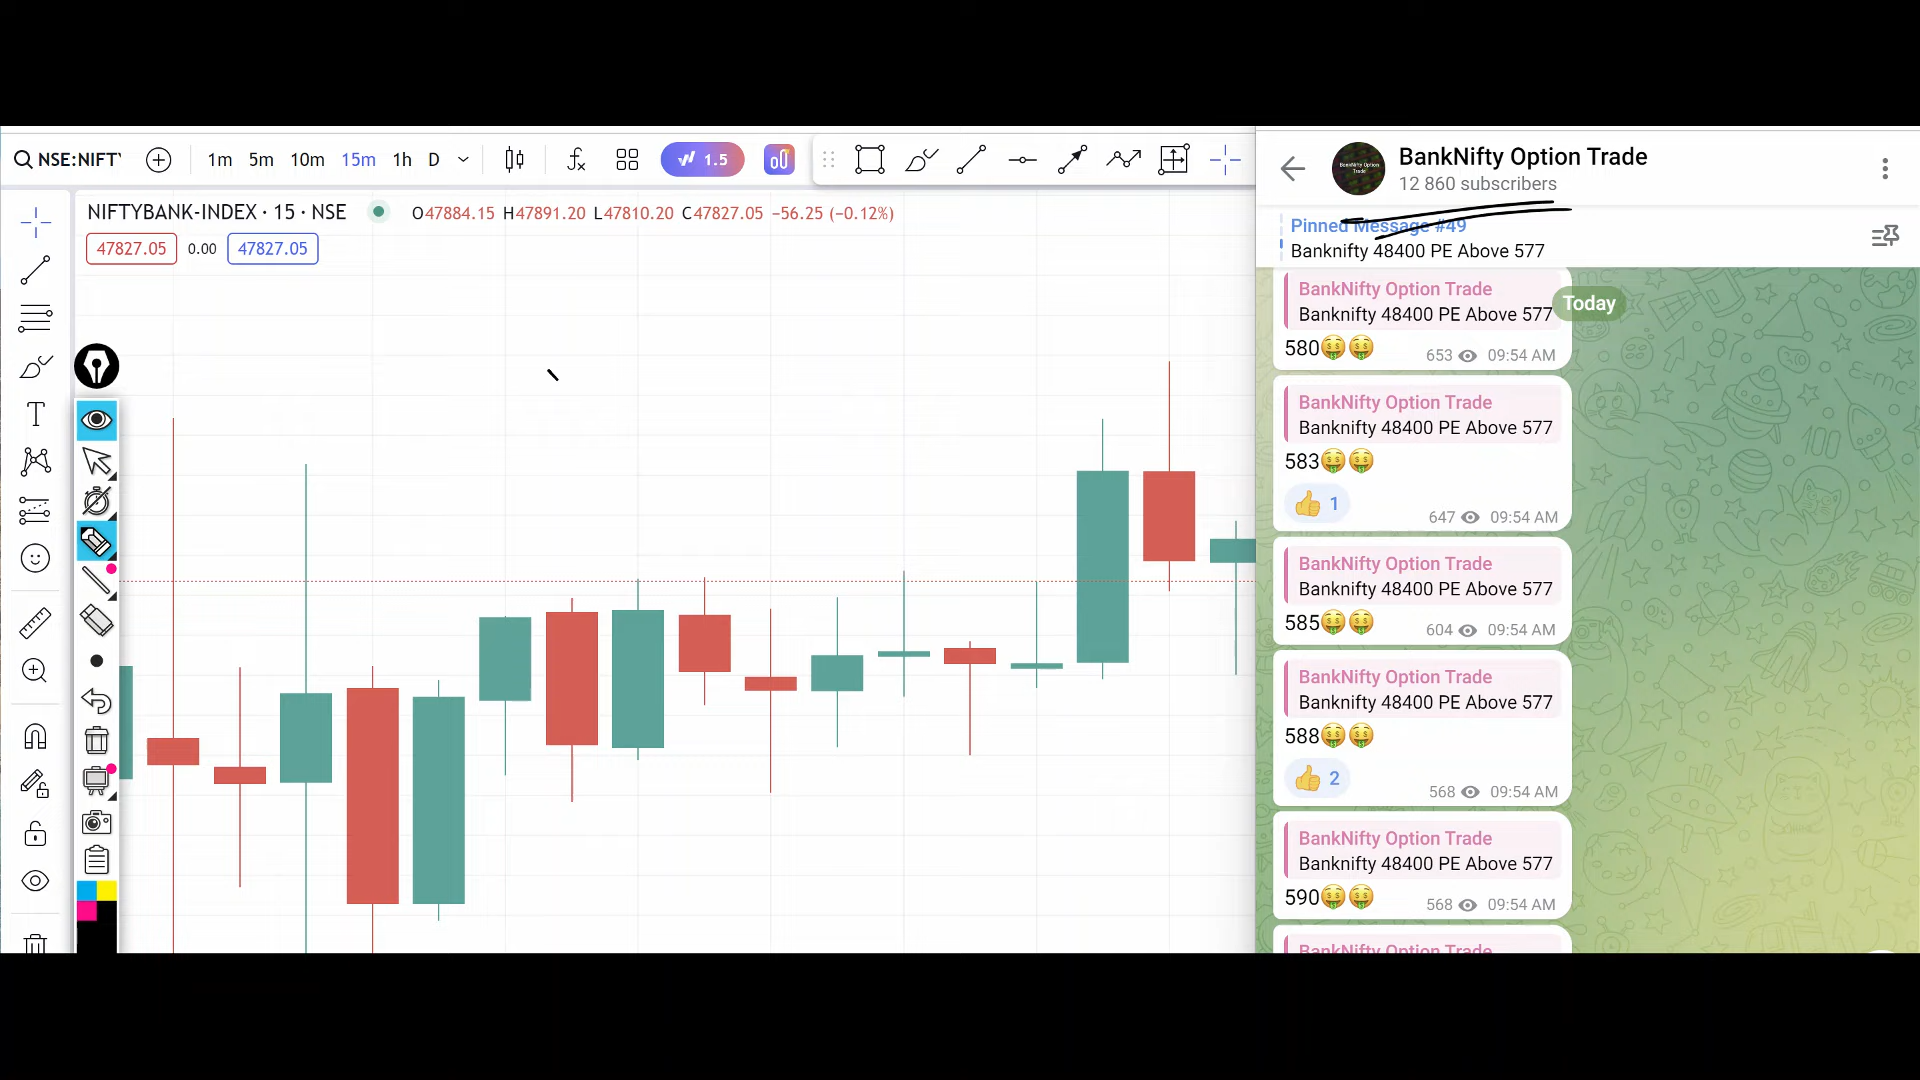 NSE:NIFTY
1m 5m 10m 15m 1h D
1.5
NIFTYBANK-INDEX · 15 · NSE
O47884.15 H47891.20 L47810.20 C47827.05 −56.25 (−0.12%)
47827.05 0.00 47827.05
BankNifty Option Trade
12 860 subscribers
Pinned Message #49
Banknifty 48400 PE Above 577
Today
BankNifty Option Trade
Banknifty 48400 PE Above 577
580🤑🤑
653 09:54 AM
BankNifty Option Trade
Banknifty 48400 PE Above 577
583🤑🤑
👍 1
647 09:54 AM
BankNifty Option Trade
Banknifty 48400 PE Above 577
585🤑🤑
604 09:54 AM
BankNifty Option Trade
Banknifty 48400 PE Above 577
588🤑🤑
👍 2
568 09:54 AM
BankNifty Option Trade
Banknifty 48400 PE Above 577
590🤑🤑
568 09:54 AM
BankNifty Option Trade